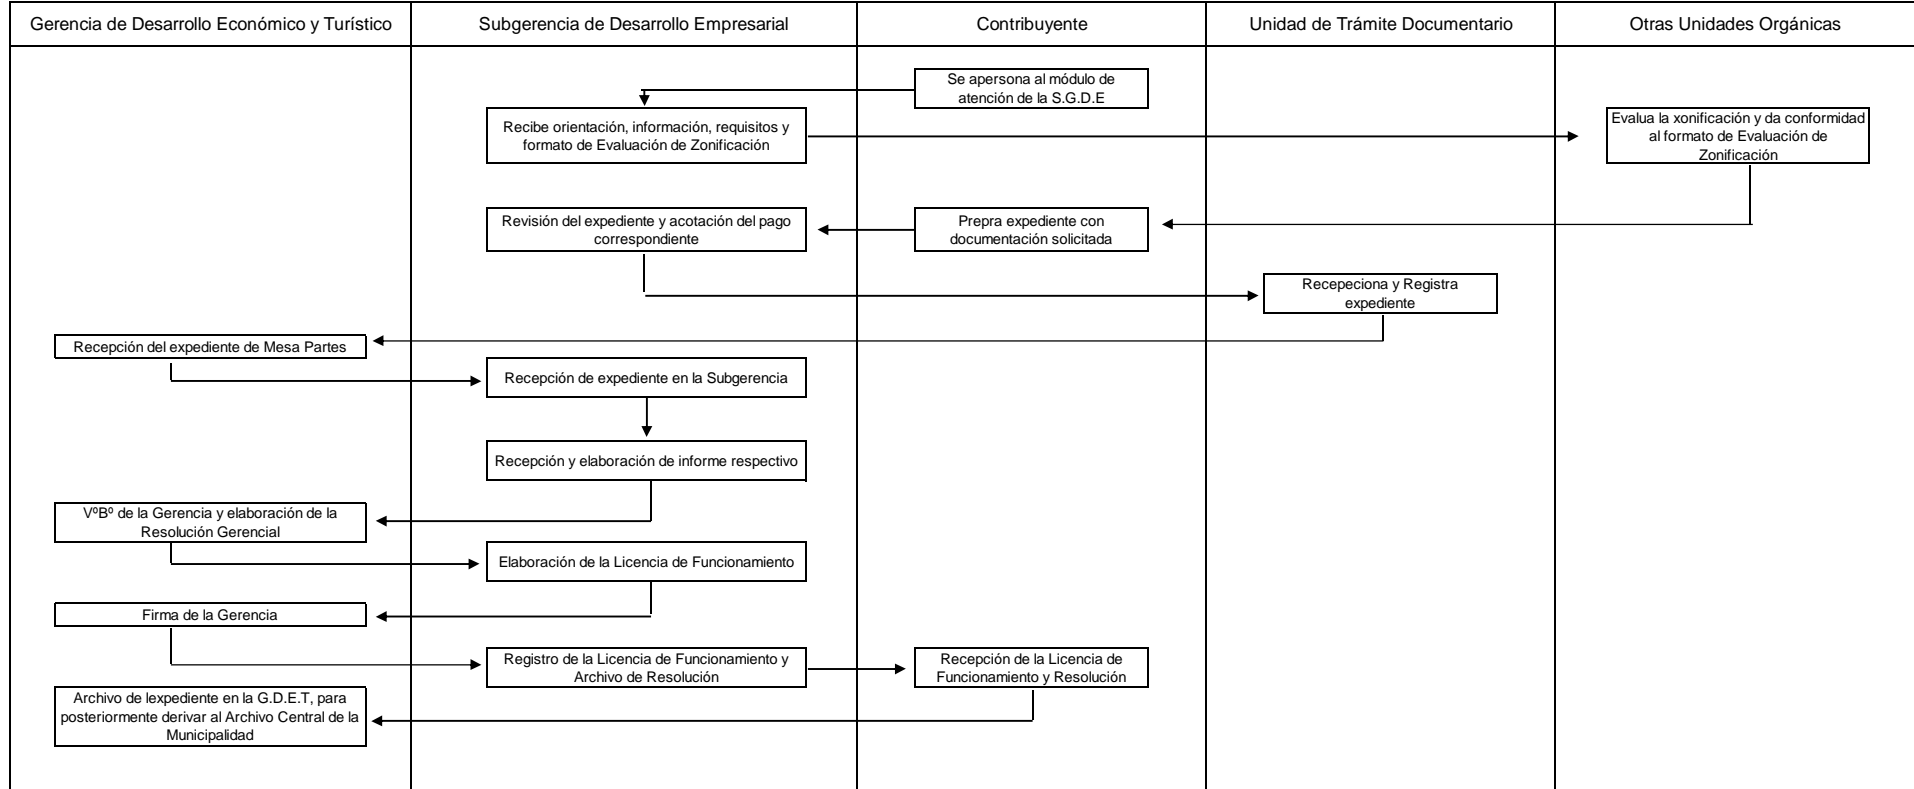 Gerencia de Desarrollo Económico y Turístico
Subgerencia de Desarrollo Empresarial
Contribuyente
Unidad de Trámite Documentario
Otras Unidades Orgánicas
Se apersona al módulo de
atención de la S.G.D.E
Recibe orientación, información, requisitos y
formato de Evaluación de Zonificación
Evalua la xonificación y da conformidad
al formato de Evaluación de
Zonificación
Revisión del expediente y acotación del pago
correspondiente
Prepra expediente con
documentación solicitada
Recepeciona y Registra
expediente
Recepción del expediente de Mesa Partes
Recepción de expediente en la Subgerencia
Recepción y elaboración de informe respectivo
VºBº de la Gerencia y elaboración de la
Resolución Gerencial
Elaboración de la Licencia de Funcionamiento
Firma de la Gerencia
Registro de la Licencia de Funcionamiento y
Archivo de Resolución
Recepción de la Licencia de
Funcionamiento y Resolución
Archivo de lexpediente en la G.D.E.T, para
posteriormente derivar al Archivo Central de la
Municipalidad